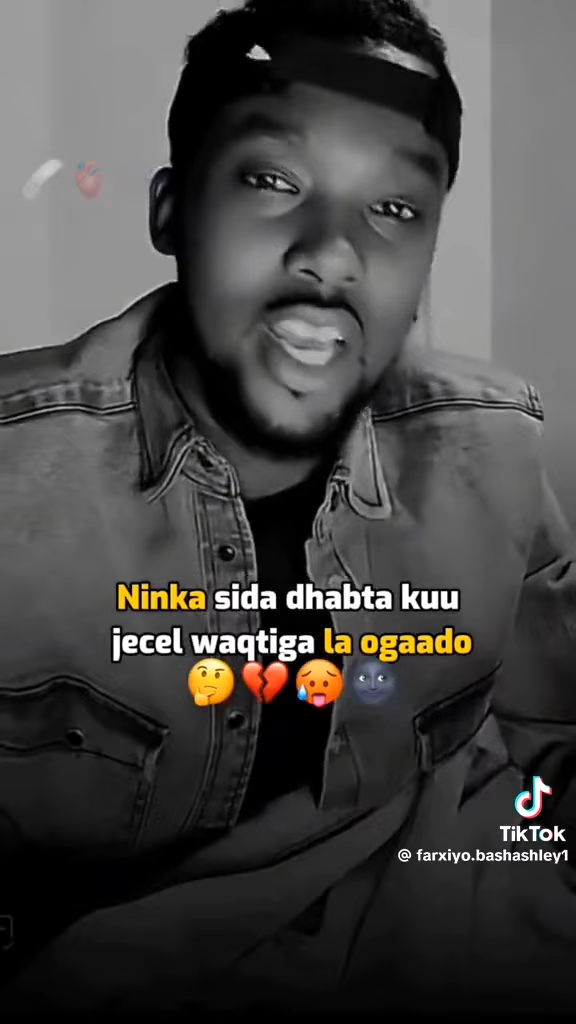 Ninka sida dhabta kuu
jecel waqtiga la ogaado
🤔💔🥵🌚
TikTok
@ farxiyo.bashashley1